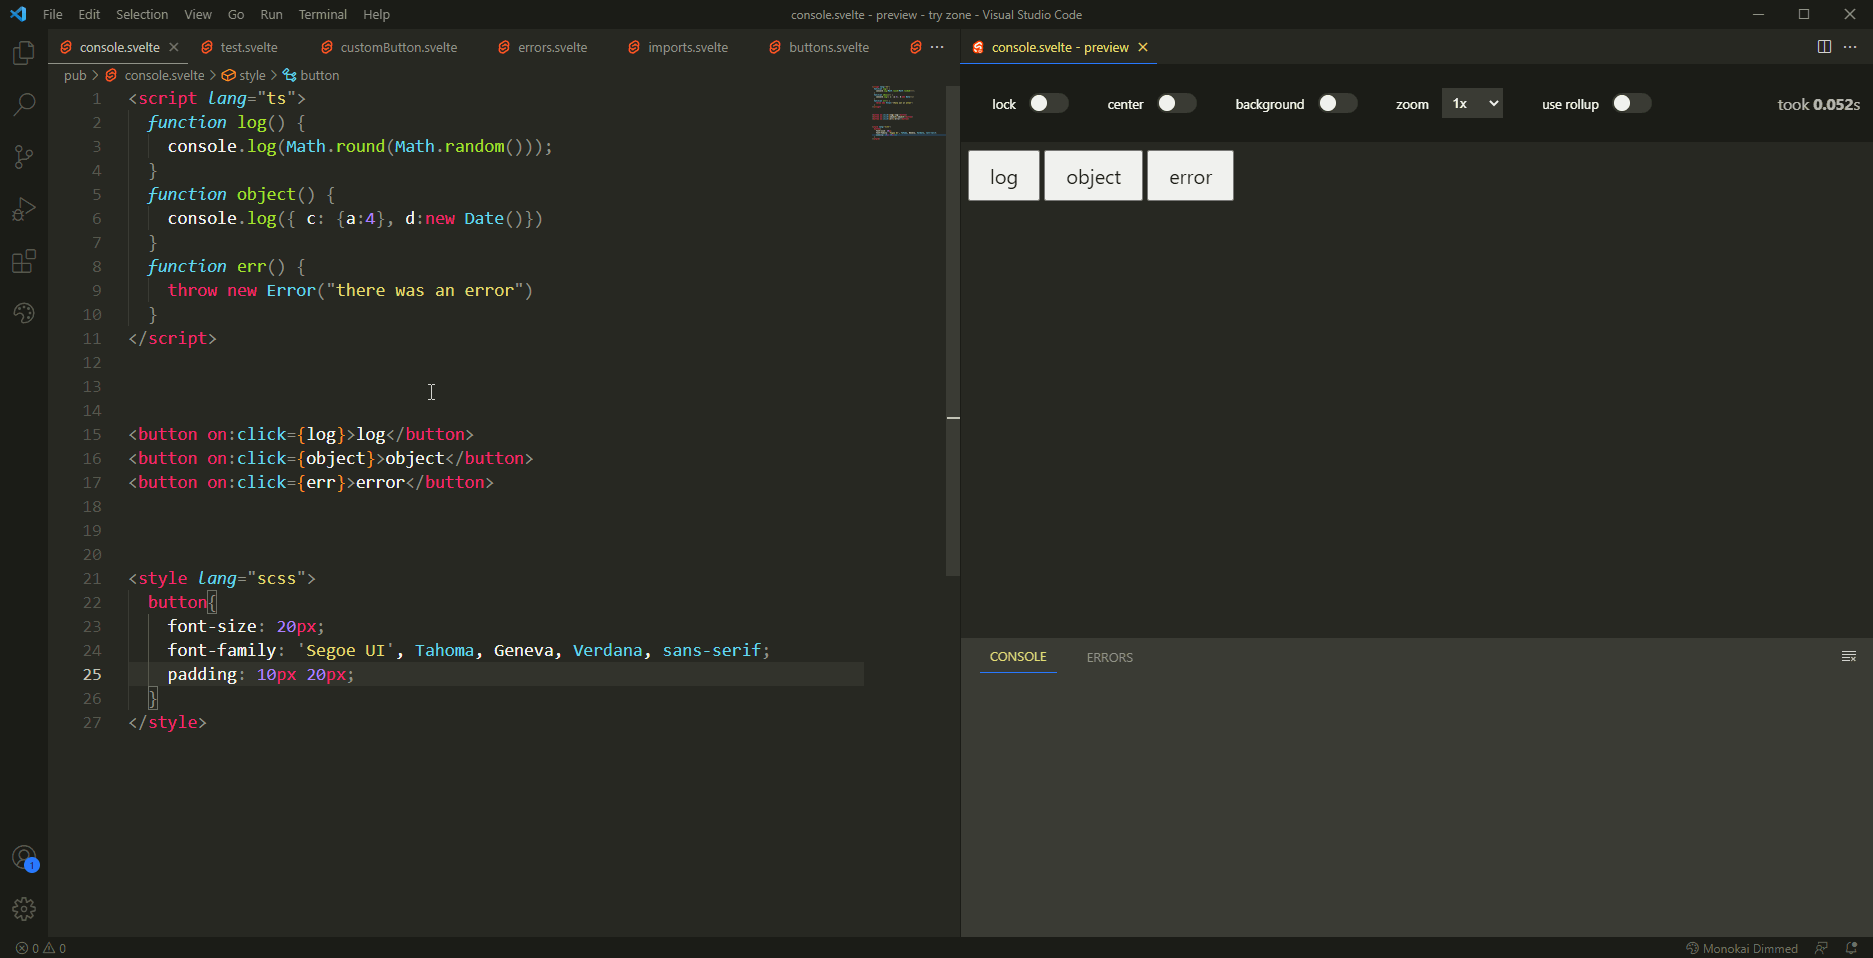 File Edit Selection View Go Run Terminal Help
console.svelte - preview - try zone - Visual Studio Code
console.svelte test.svelte customButton.svelte errors.svelte imports.svelte buttons.svelte
pub > console.svelte > style > button
1 <script lang="ts">
2 function log() {
3 console.log(Math.round(Math.random()));
4 }
5 function object() {
6 console.log({ c: {a:4}, d:new Date()})
7 }
8 function err() {
9 throw new Error("there was an error")
10 }
11 </script>
12
13
14
15 <button on:click={log}>log</button>
16 <button on:click={object}>object</button>
17 <button on:click={err}>error</button>
18
19
20
21 <style lang="scss">
22 button{
23 font-size: 20px;
24 font-family: 'Segoe UI', Tahoma, Geneva, Verdana, sans-serif;
25 padding: 10px 20px;
26 }
27 </style>
console.svelte - preview
lock center background zoom 1x use rollup took 0.052s
log object error
CONSOLE ERRORS
1
0 0
Monokai Dimmed